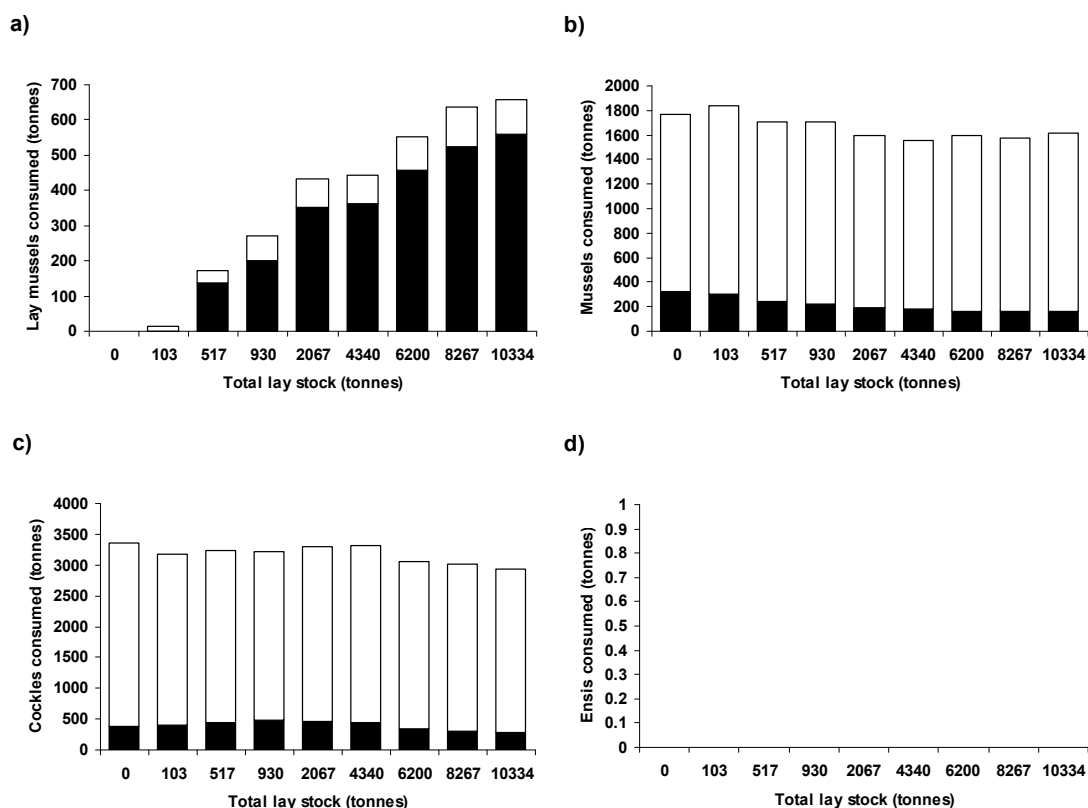 a)
Lay mussels consumed (tonnes)
700
600
500
400
300
200
100
0
0 103 517 930 2067 4340 6200 8267 10334
Total lay stock (tonnes)
b)
Mussels consumed (tonnes)
2000
1800
1600
1400
1200
1000
800
600
400
200
0
0 103 517 930 2067 4340 6200 8267 10334
Total lay stock (tonnes)
c)
Cockles consumed (tonnes)
4000
3500
3000
2500
2000
1500
1000
500
0
0 103 517 930 2067 4340 6200 8267 10334
Total lay stock (tonnes)
d)
Ensis consumed (tonnes)
1
0.9
0.8
0.7
0.6
0.5
0.4
0.3
0.2
0.1
0
0 103 517 930 2067 4340 6200 8267 10334
Total lay stock (tonnes)